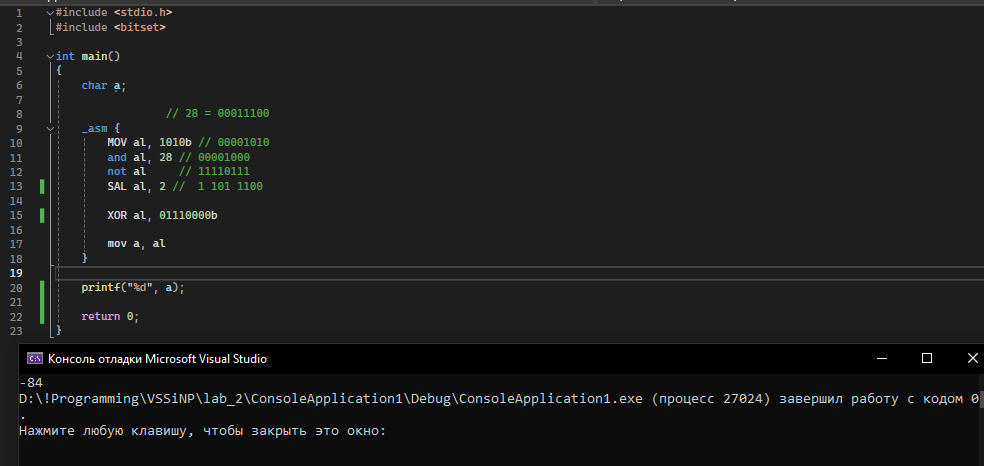 1 #include <stdio.h>
2 #include <bitset>
3
4 int main()
5 {
6 char a;
7
8 // 28 = 00011100
9 _asm {
10 MOV al, 1010b // 00001010
11 and al, 28 // 00001000
12 not al // 11110111
13 SAL al, 2 // 1 101 1100
14
15 XOR al, 01110000b
16
17 mov a, al
18 }
19
20 printf("%d", a);
21
22 return 0;
23 }
Консоль отладки Microsoft Visual Studio
-84
D:\!Programming\VSSiNP\lab_2\ConsoleApplication1\Debug\ConsoleApplication1.exe (процесс 27024) завершил работу с кодом 0
.
Нажмите любую клавишу, чтобы закрыть это окно: